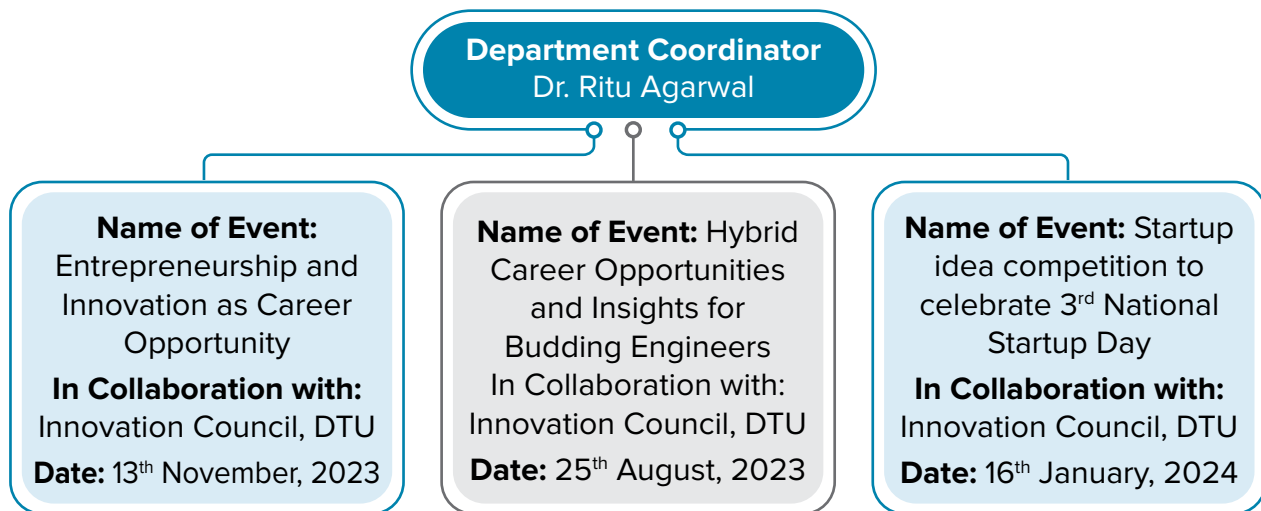 Department Coordinator
Dr. Ritu Agarwal
Name of Event:
Entrepreneurship and
Innovation as Career
Opportunity
In Collaboration with:
Innovation Council, DTU
Date: 13th November, 2023
Name of Event: Hybrid
Career Opportunities
and Insights for
Budding Engineers
In Collaboration with:
Innovation Council, DTU
Date: 25th August, 2023
Name of Event: Startup
idea competition to
celebrate 3rd National
Startup Day
In Collaboration with:
Innovation Council, DTU
Date: 16th January, 2024